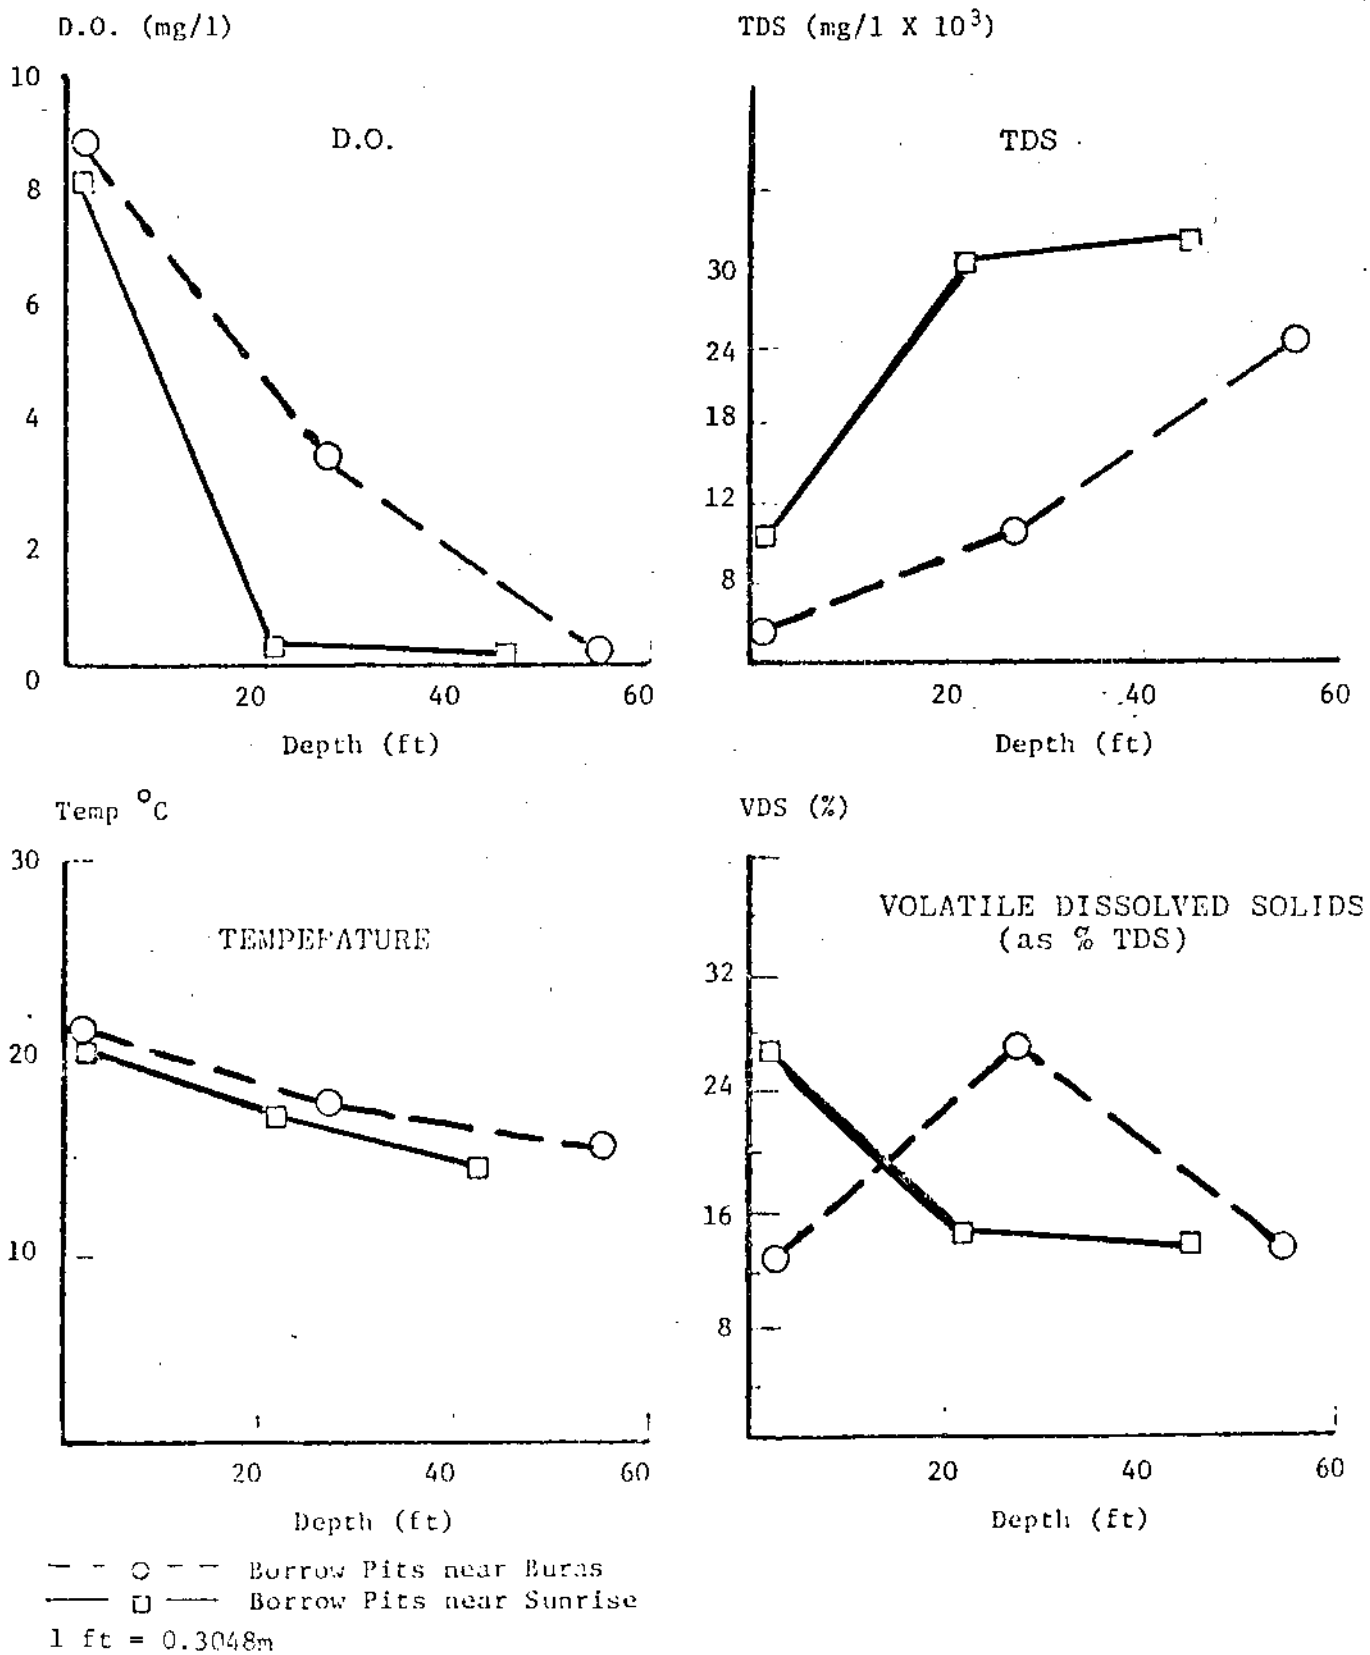 D.O. (mg/l)
10
8
6
4
2
0
D.O.
20
40
60
Depth (ft)
TDS (mg/l X 10³)
30
24
18
12
8
TDS
20
40
60
Depth (ft)
Temp °C
30
20
10
TEMPERATURE
20
40
60
Depth (ft)
VDS (%)
32
24
16
8
VOLATILE DISSOLVED SOLIDS
(as % TDS)
20
40
60
Depth (ft)
Borrow Pits near Buras
Borrow Pits near Sunrise
1 ft = 0.3048m